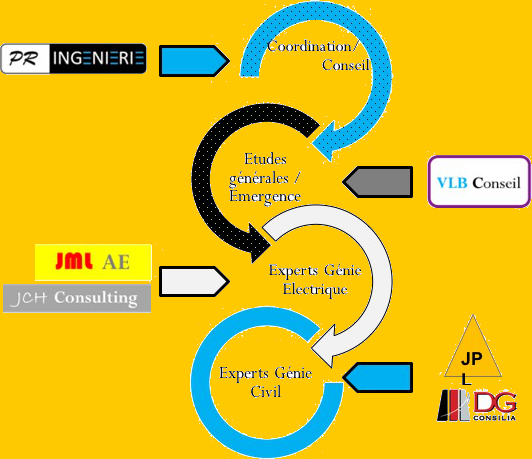 Coordination/
Conseil
PR INGENIERIE
Etudes
générales /
Emergence
VLB Conseil
JML AE
JCH Consulting
Experts Génie
Electrique
Experts Génie
Civil
JP
L
DG
CONSILIA